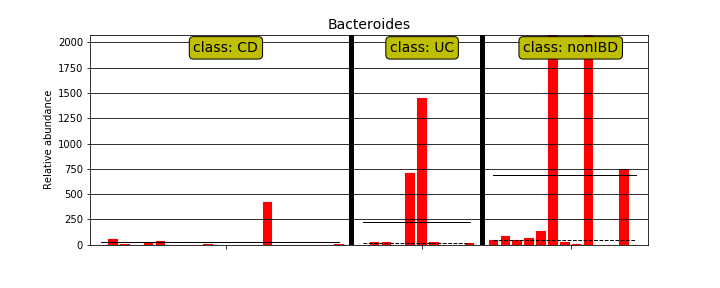 Bacteroides
class: CD
class: UC
class: nonIBD
Relative abundance
2000
1750
1500
1250
1000
750
500
250
0